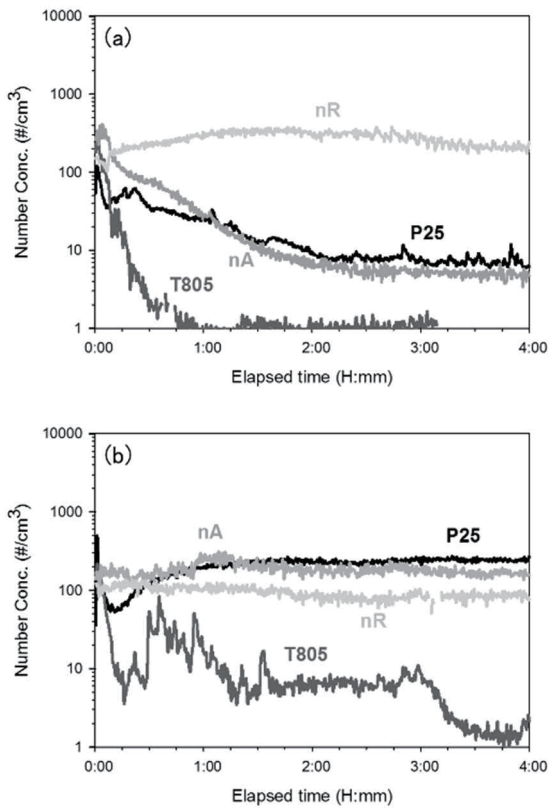 (a)
10000
1000
100
10
1
Number Conc. (#/cm3)
nR
P25
nA
T805
0:00 1:00 2:00 3:00 4:00
Elapsed time (H:mm)
(b)
10000
1000
100
10
1
Number Conc. (#/cm3)
nA
P25
nR
T805
0:00 1:00 2:00 3:00 4:00
Elapsed time (H:mm)